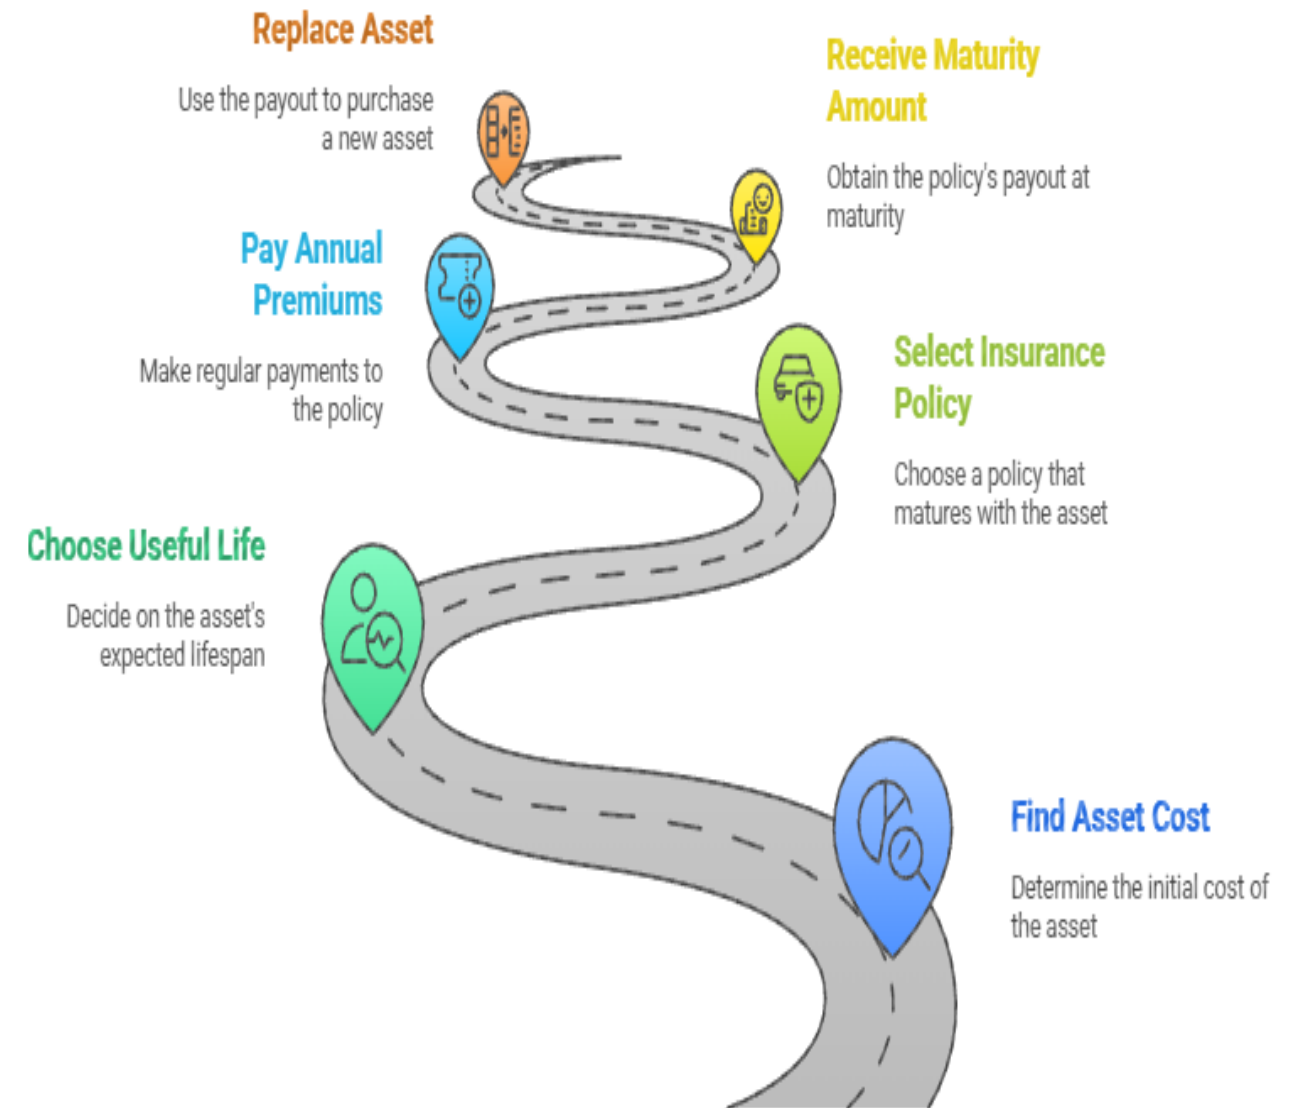 Replace Asset
Use the payout to purchase
a new asset
Receive Maturity
Amount
Obtain the policy's payout at
maturity
Pay Annual
Premiums
Make regular payments to
the policy
Select Insurance
Policy
Choose a policy that
matures with the asset
Choose Useful Life
Decide on the asset's
expected lifespan
Find Asset Cost
Determine the initial cost of
the asset